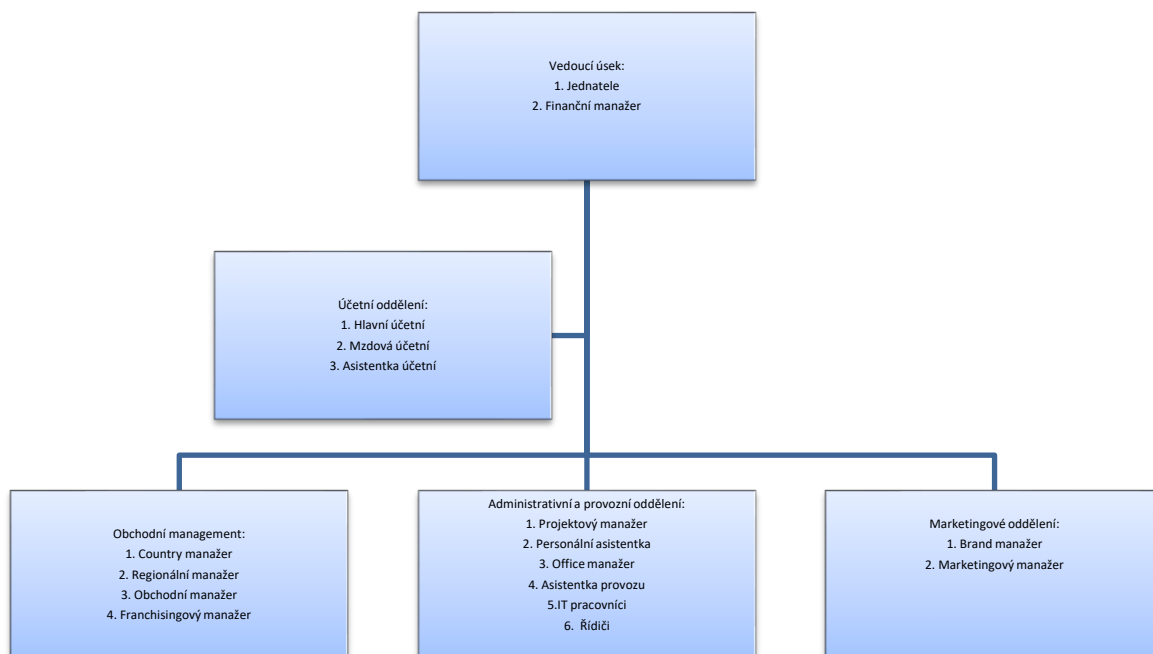 Vedoucí úsek:
1. Jednatele
2. Finanční manažer
Účetní oddělení:
1. Hlavní účetní
2. Mzdová účetní
3. Asistentka účetní
Obchodní management:
1. Country manažer
2. Regionální manažer
3. Obchodní manažer
4. Franchisingový manažer
Administrativní a provozní oddělení:
1. Projektový manažer
2. Personální asistentka
3. Office manažer
4. Asistentka provozu
5.IT pracovníci
6. Řídiči
Marketingové oddělení:
1. Brand manažer
2. Marketingový manažer